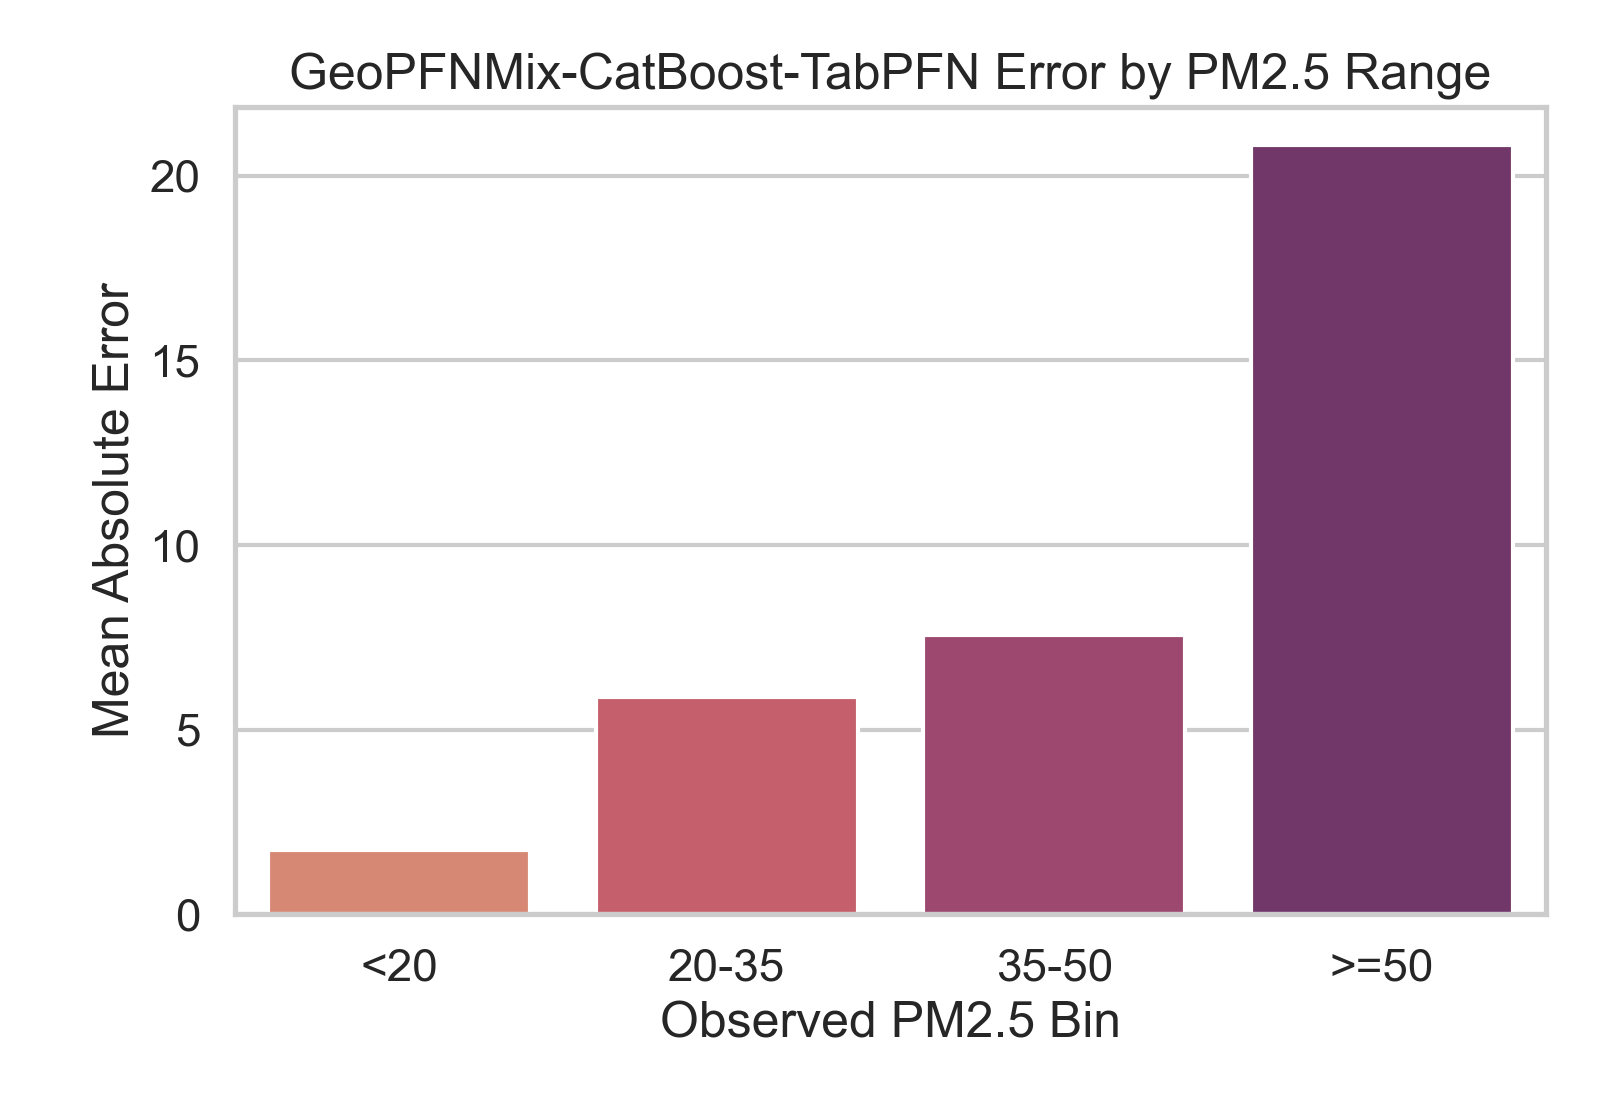 GeoPFNMix-CatBoost-TabPFN Error by PM2.5 Range
Mean Absolute Error
20
15
10
5
0
<20 20-35 35-50 >=50
Observed PM2.5 Bin